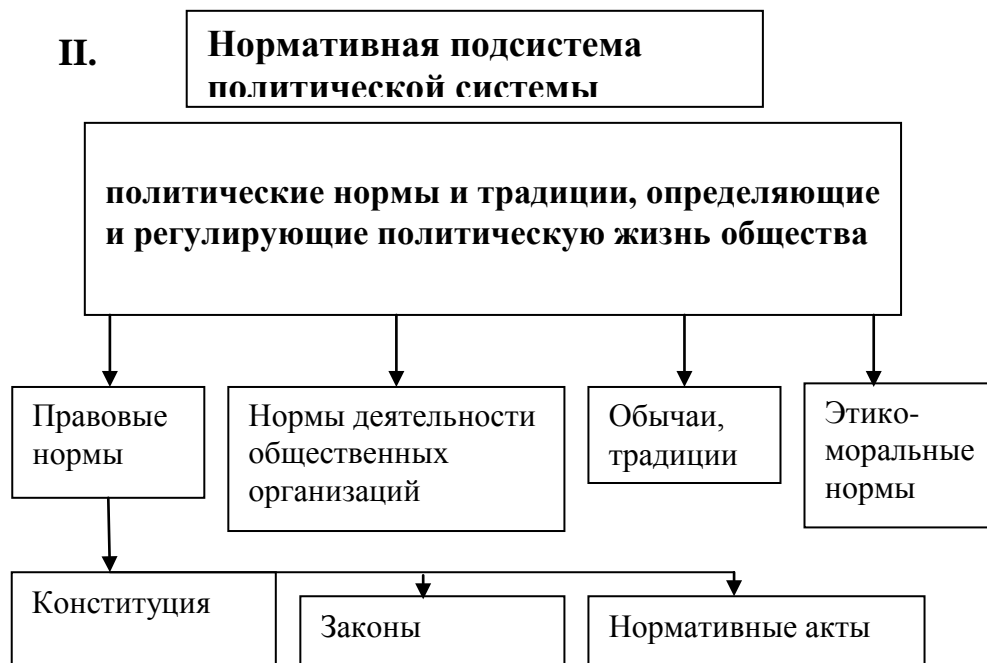 II.
Нормативная подсистема
политической системы
политические нормы и традиции, определяющие
и регулирующие политическую жизнь общества
Правовые
нормы
Нормы деятельности
общественных
организаций
Обычаи,
традиции
Этико-
моральные
нормы
Конституция
Законы
Нормативные акты